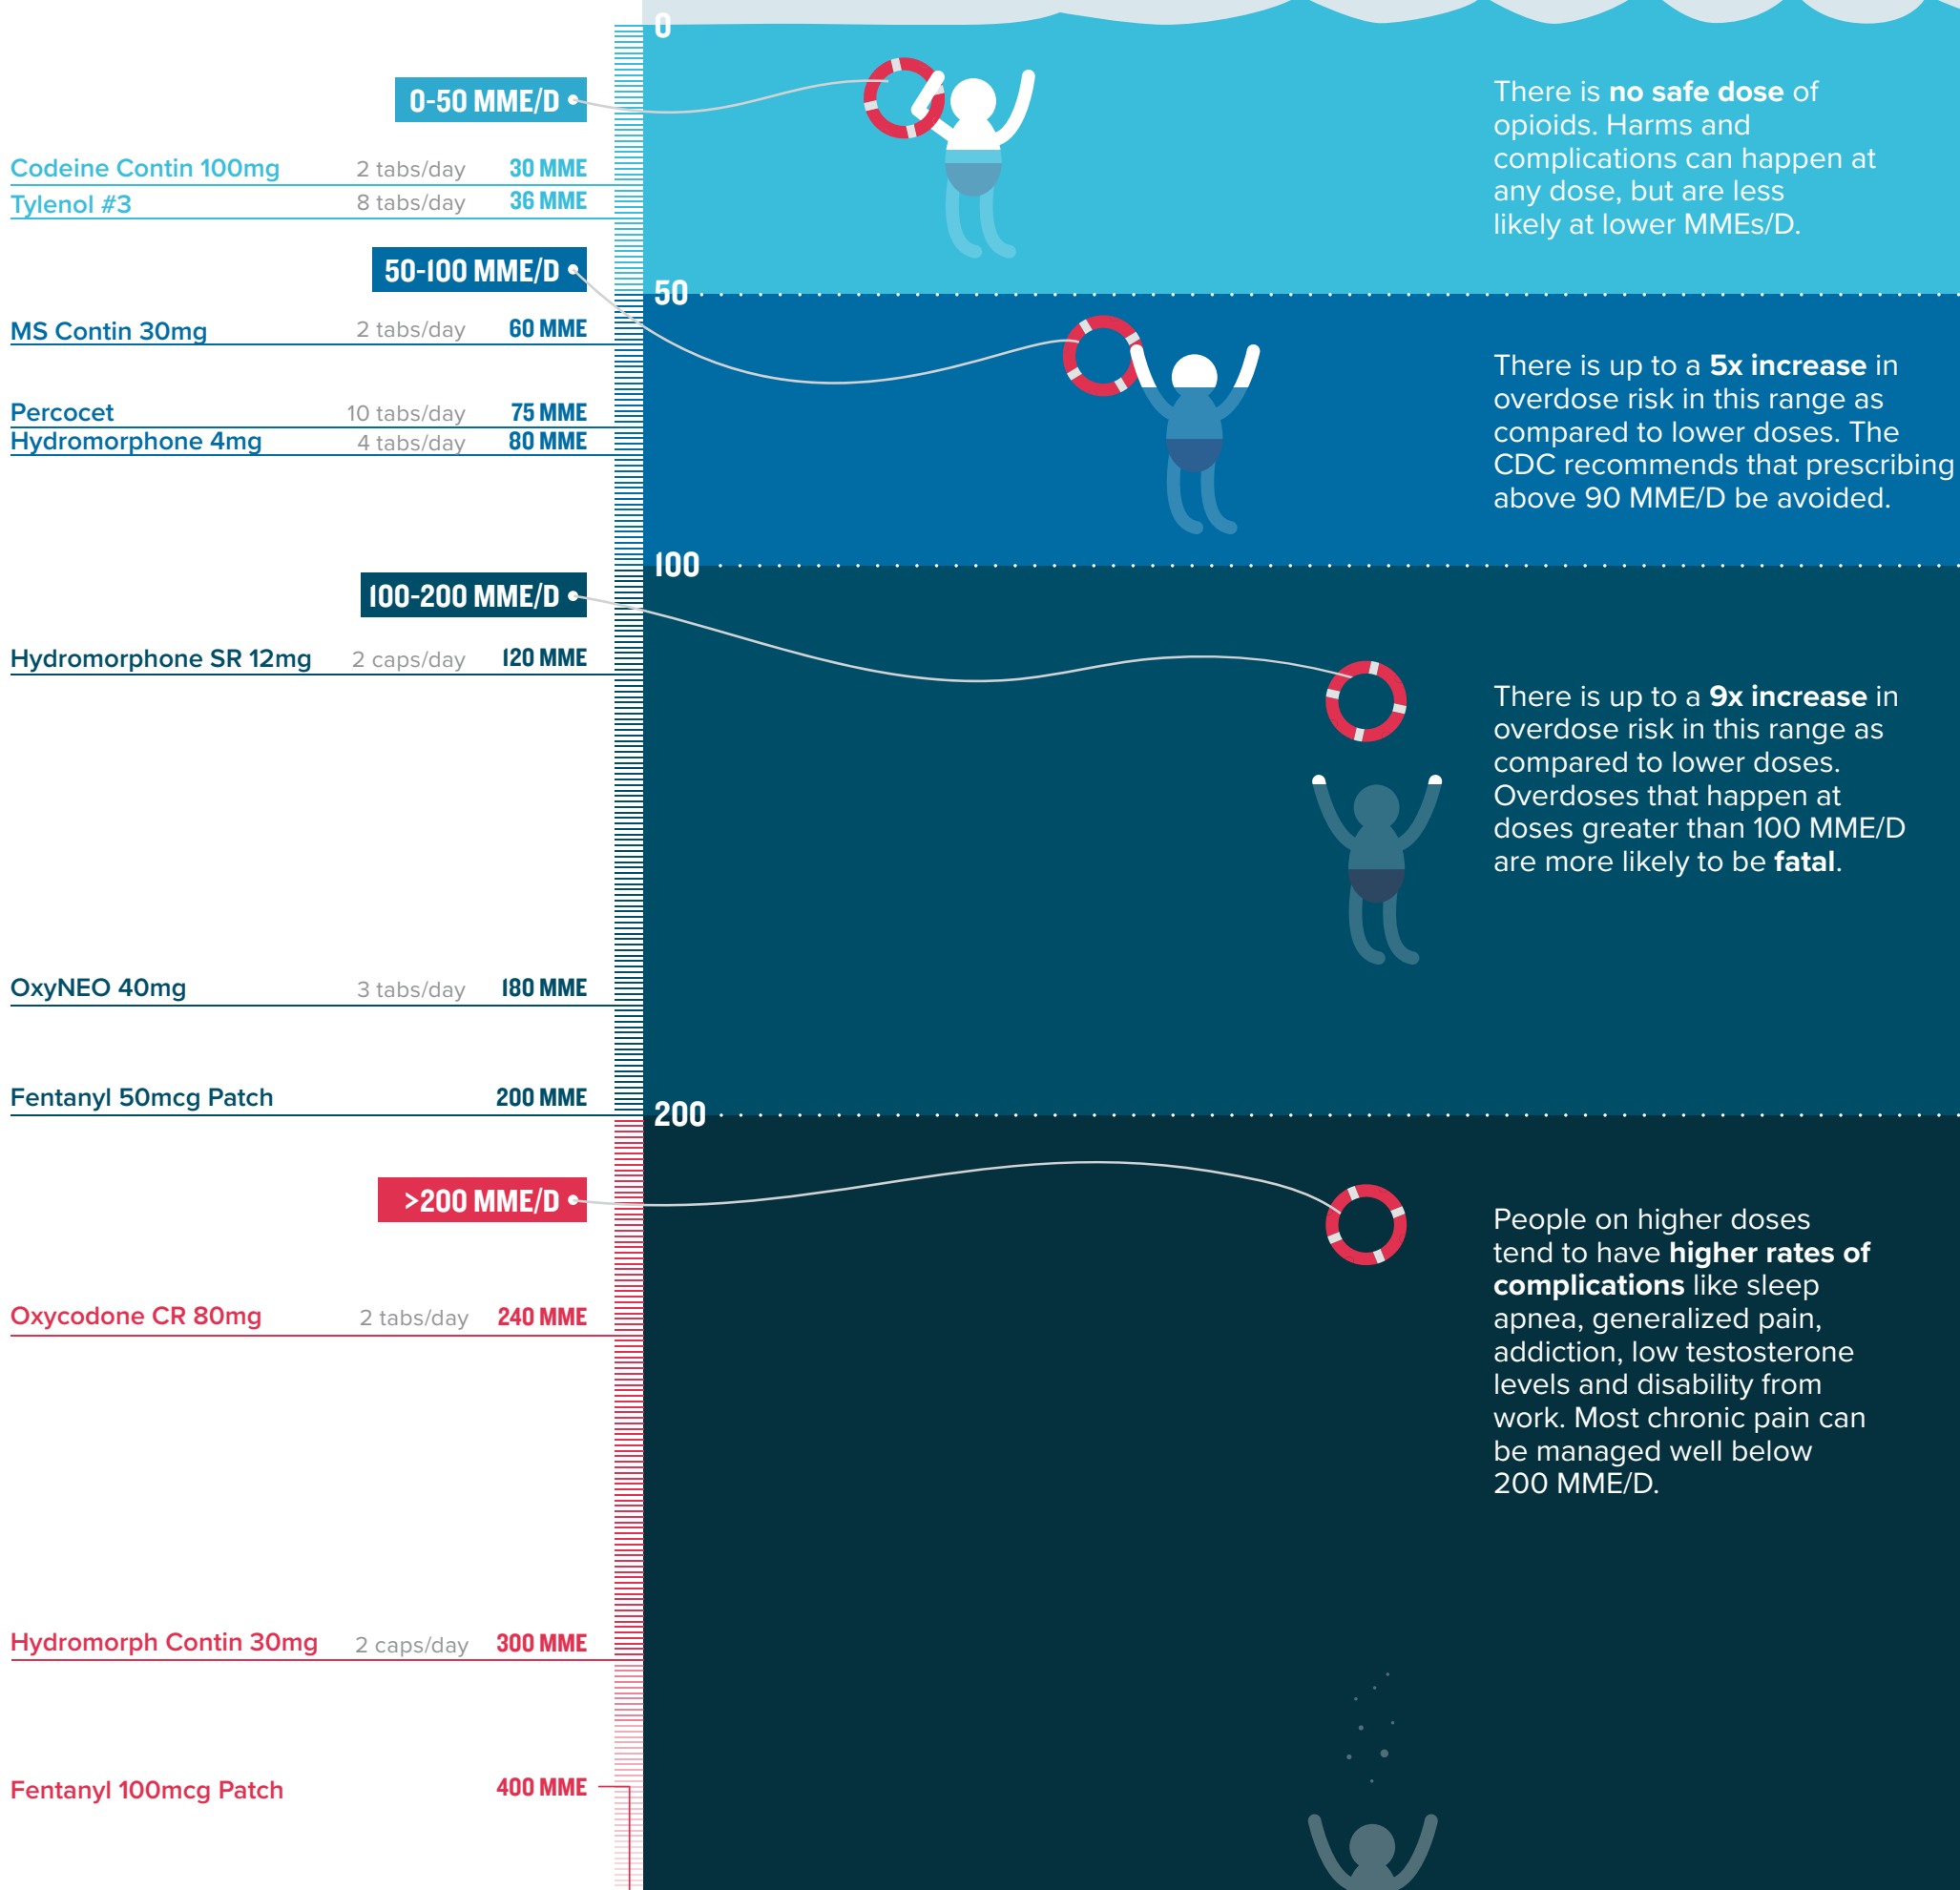 0
0-50 MME/D
Codeine Contin 100mg 2 tabs/day 30 MME
Tylenol #3 8 tabs/day 36 MME
There is no safe dose of
opioids. Harms and
complications can happen at
any dose, but are less
likely at lower MMEs/D.
50-100 MME/D
50
MS Contin 30mg 2 tabs/day 60 MME
Percocet 10 tabs/day 75 MME
Hydromorphone 4mg 4 tabs/day 80 MME
There is up to a 5x increase in
overdose risk in this range as
compared to lower doses. The
CDC recommends that prescribing
above 90 MME/D be avoided.
100
100-200 MME/D
Hydromorphone SR 12mg 2 caps/day 120 MME
There is up to a 9x increase in
overdose risk in this range as
compared to lower doses.
Overdoses that happen at
doses greater than 100 MME/D
are more likely to be fatal.
OxyNEO 40mg 3 tabs/day 180 MME
Fentanyl 50mcg Patch 200 MME
200
>200 MME/D
Oxycodone CR 80mg 2 tabs/day 240 MME
People on higher doses
tend to have higher rates of
complications like sleep
apnea, generalized pain,
addiction, low testosterone
levels and disability from
work. Most chronic pain can
be managed well below
200 MME/D.
Hydromorph Contin 30mg 2 caps/day 300 MME
Fentanyl 100mcg Patch 400 MME